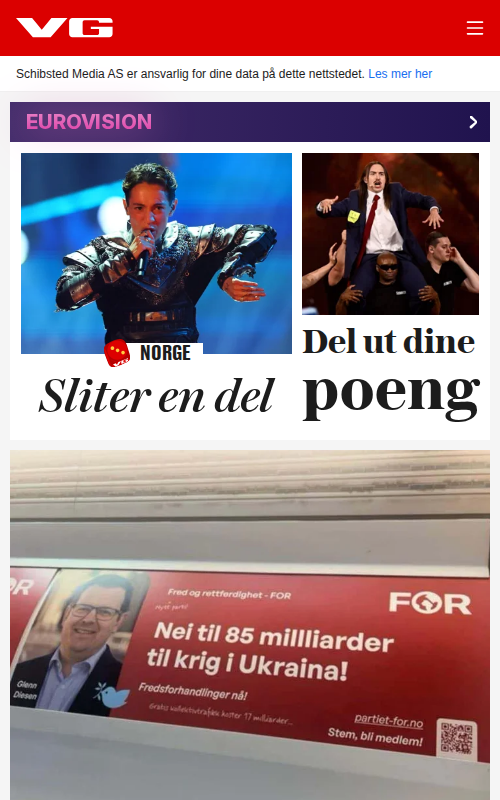 VG
Schibsted Media AS er ansvarlig for dine data på dette nettstedet. Les mer her
EUROVISION
NORGE
Sliter en del
Del ut dine
poeng
OR
Fred og rettferdighet - FOR
FOR
Nei til 85 millliarder
til krig i Ukraina!
Glenn
Diesen
Fredsforhandlinger nå!
partiet-for.no
Stem, bli medlem!